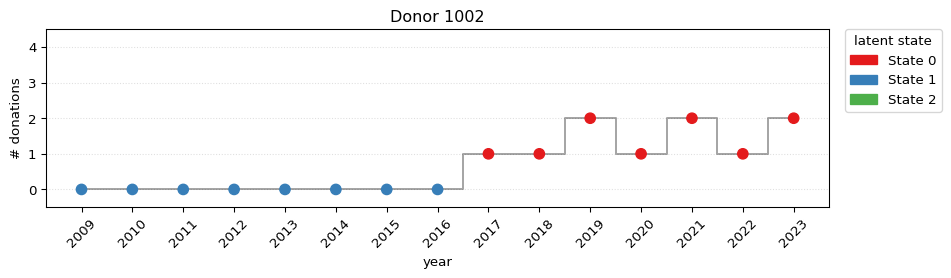 Donor 1002
# donations
4
3
2
1
0
2009 2010 2011 2012 2013 2014 2015 2016 2017 2018 2019 2020 2021 2022 2023
year
latent state
State 0
State 1
State 2